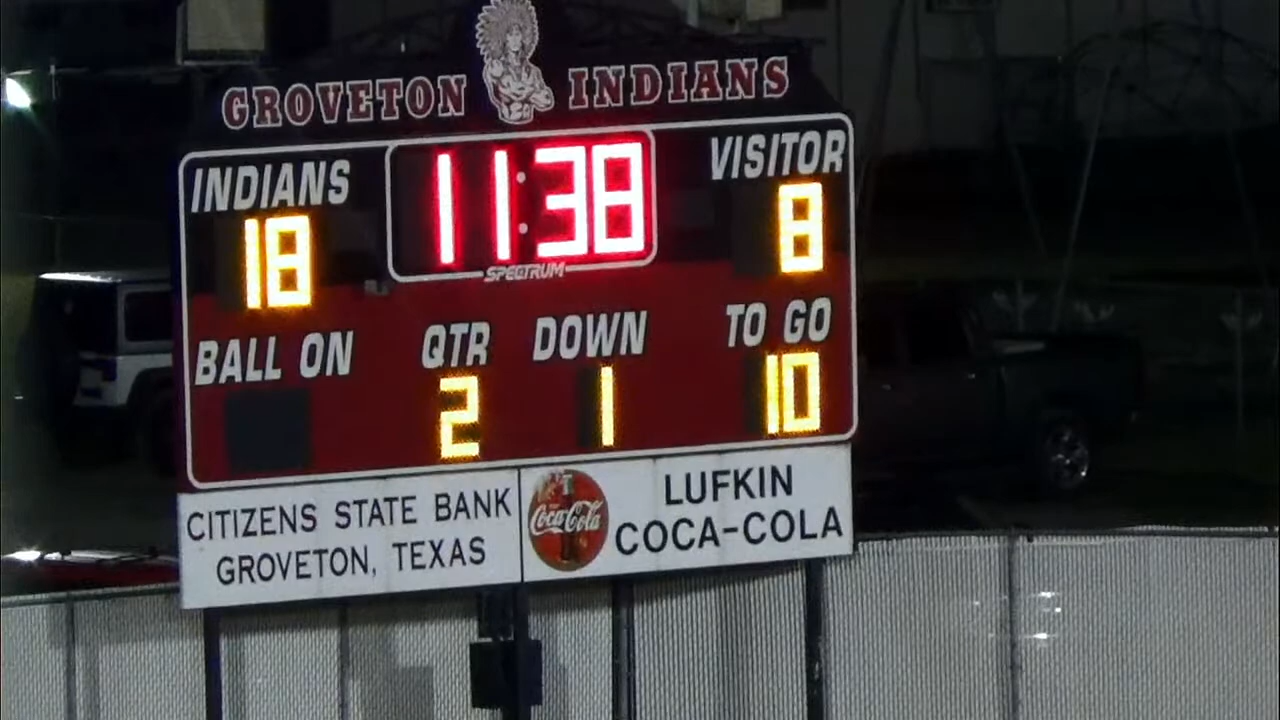 GROVETON INDIANS
INDIANS 11:38 VISITOR
18 8
SPECTRUM
BALL ON QTR DOWN TO GO
2 1 10
CITIZENS STATE BANK
GROVETON, TEXAS
Coca-Cola
LUFKIN
COCA-COLA